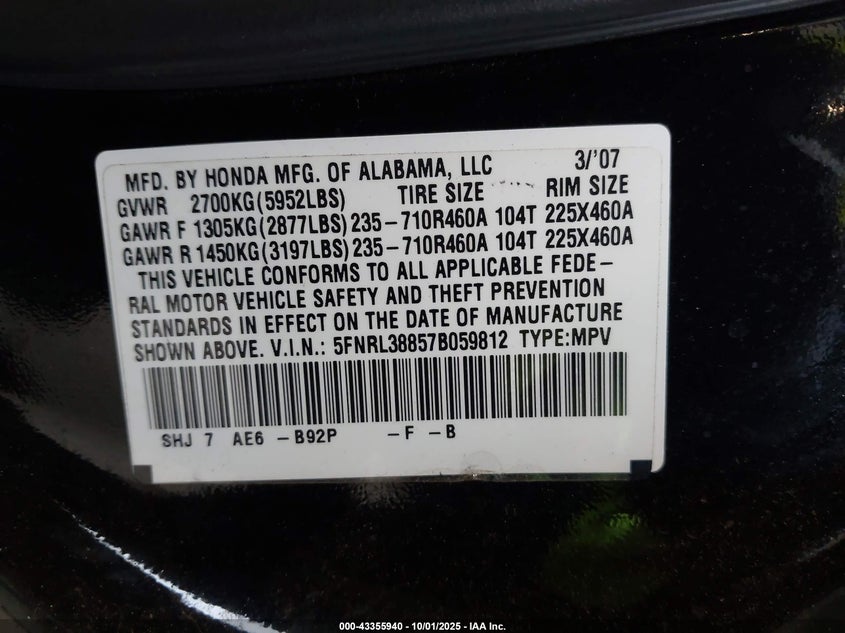 MFD. BY HONDA MFG. OF ALABAMA, LLC 3/'07
GVWR 2700KG(5952LBS) TIRE SIZE RIM SIZE
GAWR F 1305KG(2877LBS) 235-710R460A 104T 225X460A
GAWR R 1450KG(3197LBS) 235-710R460A 104T 225X460A
THIS VEHICLE CONFORMS TO ALL APPLICABLE FEDE-
RAL MOTOR VEHICLE SAFETY AND THEFT PREVENTION
STANDARDS IN EFFECT ON THE DATE OF MANUFACTURE
SHOWN ABOVE. V.I.N.: 5FNRL38857B059812 TYPE:MPV
SHJ 7 AE6 -B92P -F -B
000-43355940 - 10/01/2025 - IAA Inc.